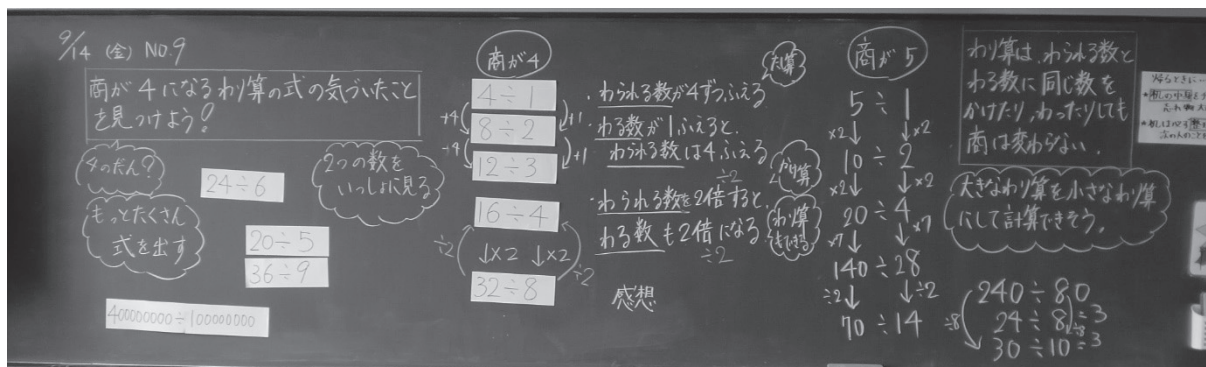 9/14 (金) NO.9
商が4になるわり算の式の気づいたこと
を見つけよう！
4のだん？
24÷6
2つの数を
いっしょに見る
もっとたくさん
式を出す
20÷5
36÷9
400000000÷100000000
商が4
4÷1
+4 +1
8÷2
+4 +1
12÷3
16÷4
÷2 ×2 ×2 ÷2
32÷8
・わられる数が4ずつふえる
・わる数が1ふえると、
わられる数は4ふえる
÷2
・わられる数を2倍すると、
わる数も2倍になる
÷2
わり算
もできる
感想
商が5
5÷1
×2 ×2
10÷2
×2 ×2
20÷4
×7 ×7
140÷28
÷2 ÷2
70÷14
わり算は、わられる数と
わる数に同じ数を
かけたり、わったりしても
商は変わらない。
大きなわり算を小さなわり算
にして計算できそう。
240÷80
24÷8=3
÷8 ÷8
30÷10=3
帰るときに